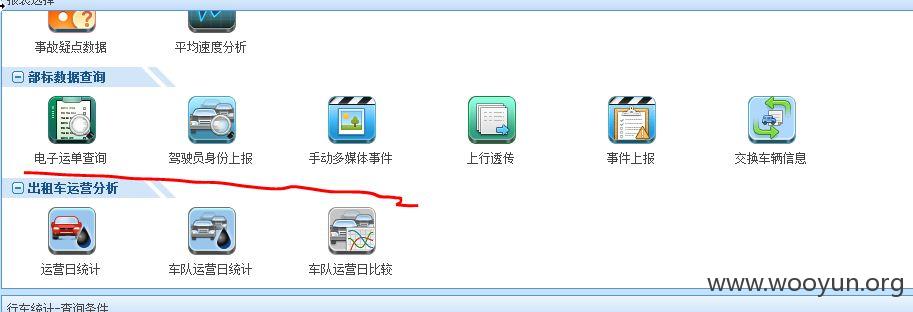 报表选择
事故疑点数据 平均速度分析
部标数据查询
电子运单查询 驾驶员身份上报 手动多媒体事件 上行透传 事件上报 交换车辆信息
出租车运营分析
运营日统计 车队运营日统计 车队运营日比较
www.wooyun.org
行车统计-查询条件